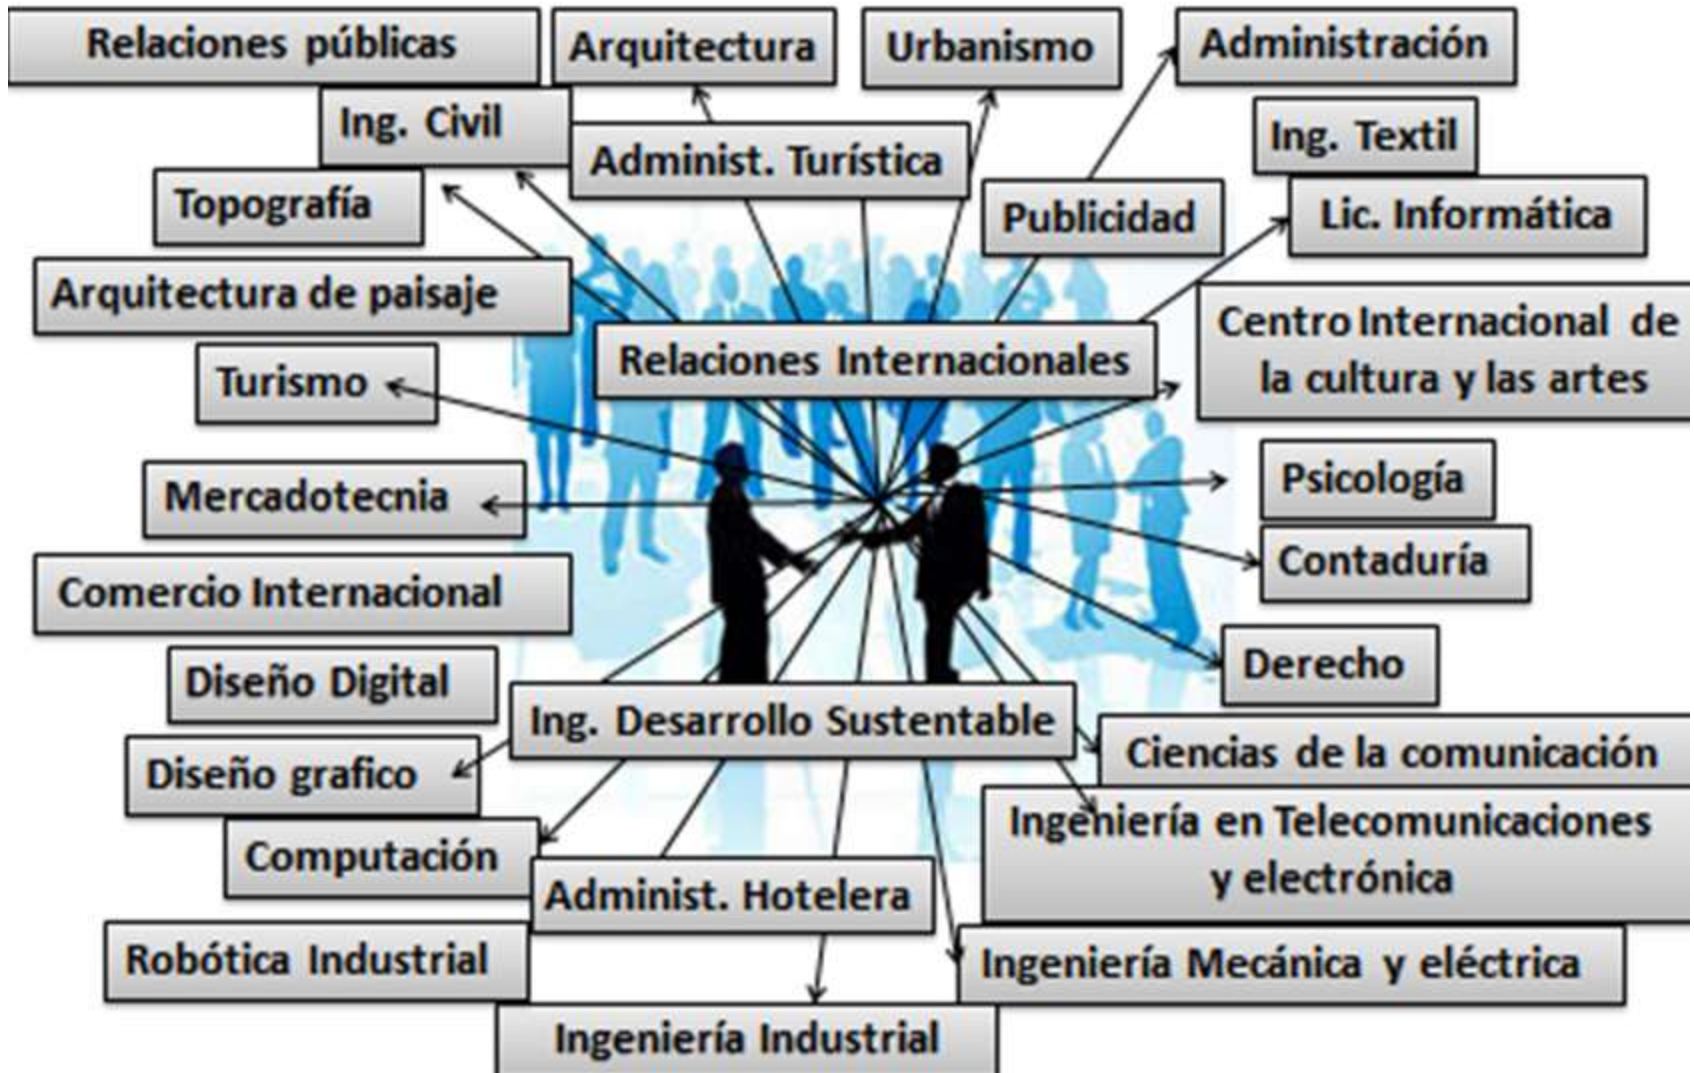 Relaciones públicas
Arquitectura
Urbanismo
Administración
Ing. Civil
Administ. Turística
Ing. Textil
Topografía
Publicidad
Lic. Informática
Arquitectura de paisaje
Relaciones Internacionales
Centro Internacional de
la cultura y las artes
Turismo
Mercadotecnia
Psicología
Contaduría
Comercio Internacional
Derecho
Diseño Digital
Ing. Desarrollo Sustentable
Ciencias de la comunicación
Diseño grafico
Ingeniería en Telecomunicaciones
y electrónica
Computación
Administ. Hotelera
Robótica Industrial
Ingeniería Mecánica y eléctrica
Ingeniería Industrial